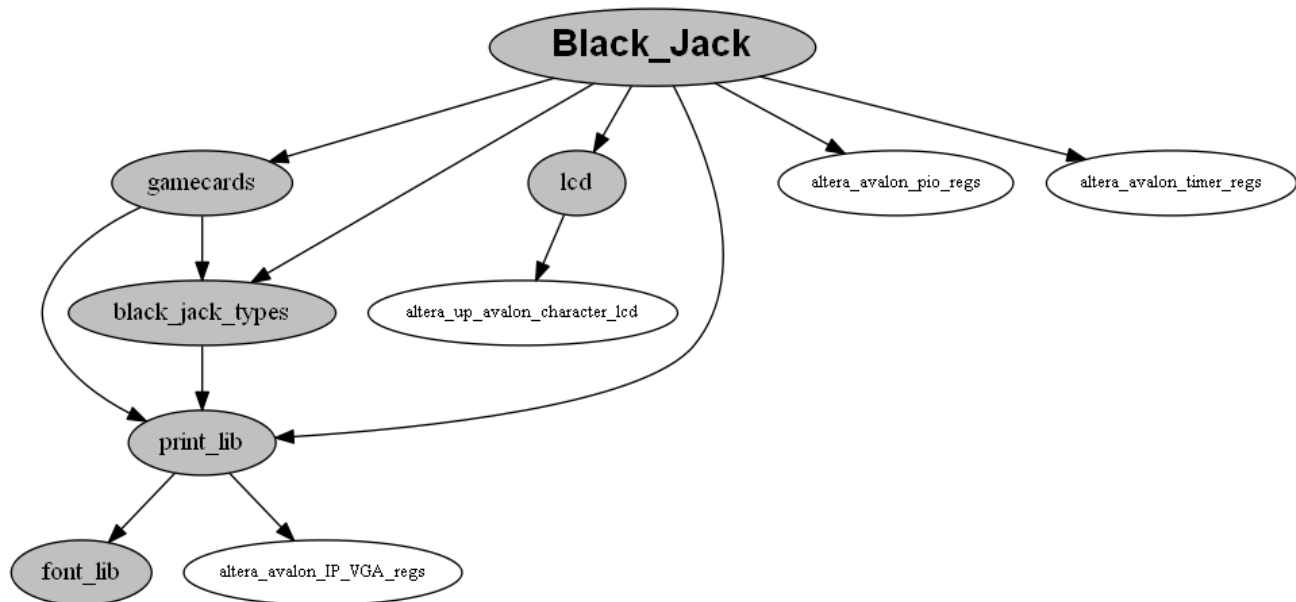 Black_Jack
gamecards
lcd
altera_avalon_pio_regs
altera_avalon_timer_regs
black_jack_types
altera_up_avalon_character_lcd
print_lib
font_lib
altera_avalon_IP_VGA_regs